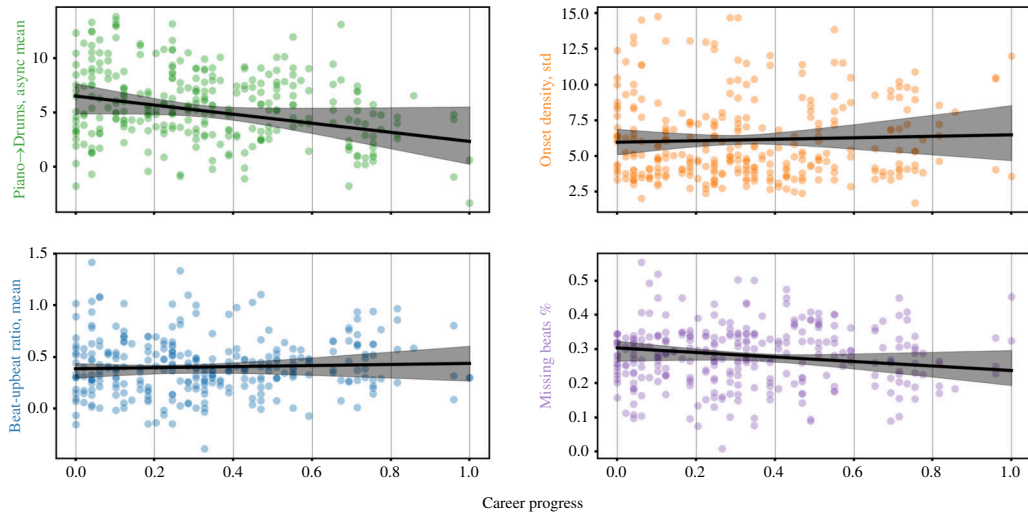 Piano→Drums, async mean
10
5
0
Onset density, std
15.0
12.5
10.0
7.5
5.0
2.5
0.0 0.2 0.4 0.6 0.8 1.0
0.0 0.2 0.4 0.6 0.8 1.0
Beat-upbeat ratio, mean
1.5
1.0
0.5
0.0
Missing beats %
0.5
0.4
0.3
0.2
0.1
0.0
0.0 0.2 0.4 0.6 0.8 1.0
0.0 0.2 0.4 0.6 0.8 1.0
Career progress